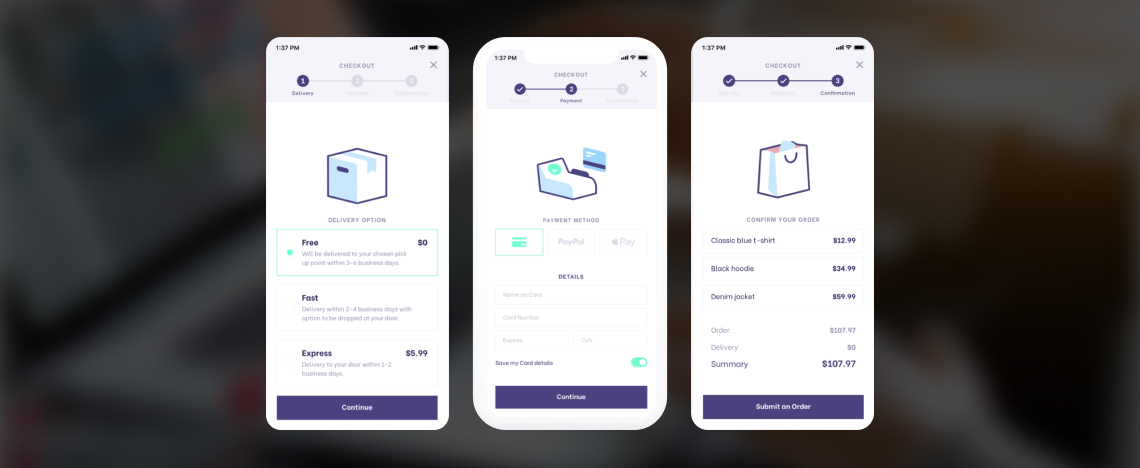 1:37 PM
CHECKOUT
1 2 3
Delivery Payment Confirmation
DELIVERY OPTION
Free $0
Will be delivered to your chosen pick
up point within 3-6 business days.
Fast
Delivery within 2-4 business days with
option to be dropped at your door.
Express $5.99
Delivery to your door within 1-2
business days.
Continue
1:37 PM
CHECKOUT
2 3
Delivery Payment Confirmation
PAYMENT METHOD
PayPal Pay
DETAILS
Name on Card
Card Number
Expires CVV
Save my Card details
Continue
1:37 PM
CHECKOUT
3
Delivery Payment Confirmation
CONFIRM YOUR ORDER
Classic blue t-shirt $12.99
Black hoodie $34.99
Denim jacket $59.99
Order $107.97
Delivery $0
Summary $107.97
Submit an Order